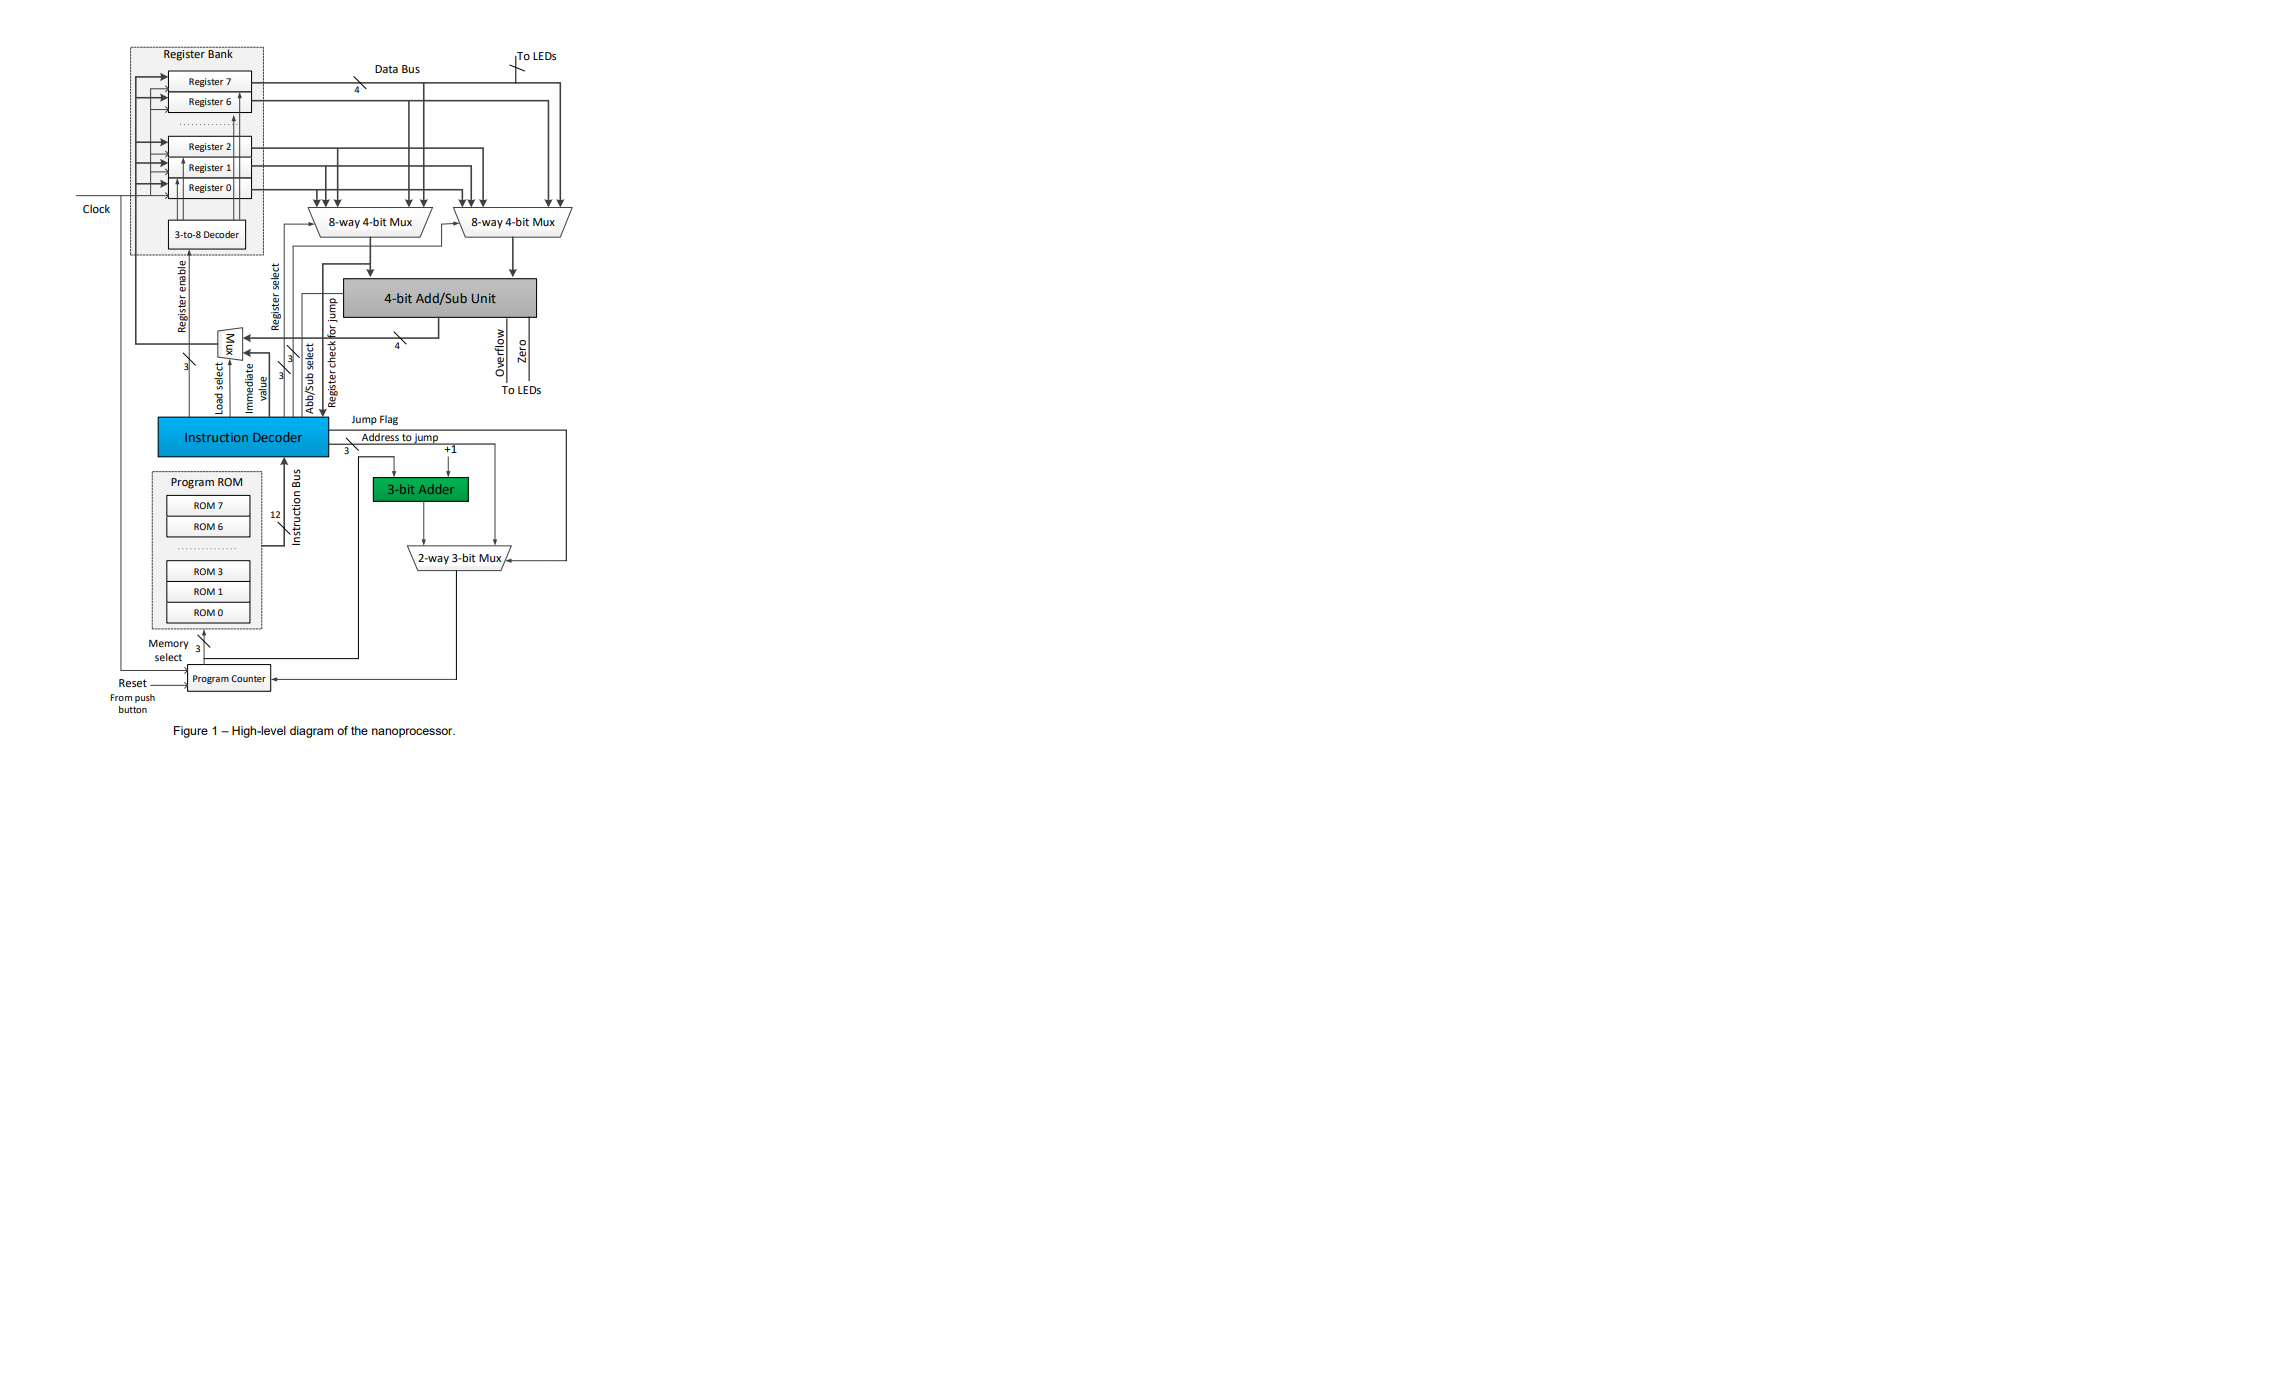 Register Bank
To LEDs
Data Bus
Register 7
4
Register 6
Register 2
Register 1
Register 0
Clock
8-way 4-bit Mux
8-way 4-bit Mux
3-to-8 Decoder
Register enable
Register select
4-bit Add/Sub Unit
Register check for jump
Mux
4
Overflow
Zero
3
3
3
Load select
Immediate
value
Abb/Sub select
To LEDs
Jump Flag
Instruction Decoder
Address to jump
3
+1
Program ROM
Instruction Bus
3-bit Adder
ROM 7
12
ROM 6
2-way 3-bit Mux
ROM 3
ROM 1
ROM 0
Memory
select
3
Program Counter
Reset
From push
button
Figure 1 – High-level diagram of the nanoprocessor.